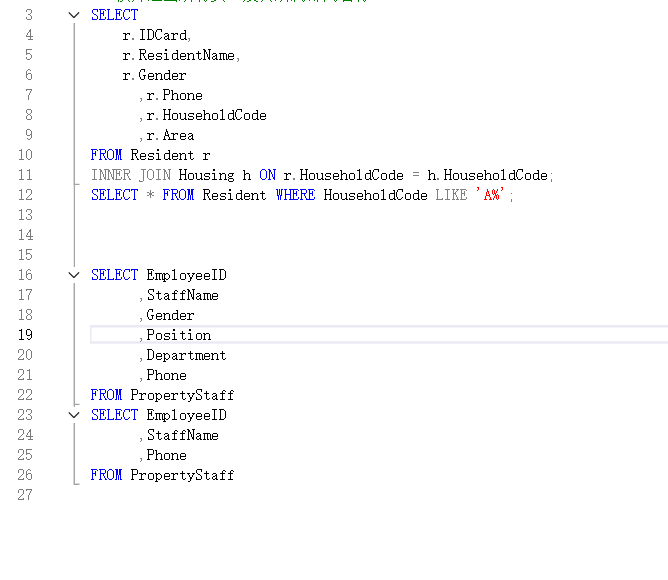 3 SELECT
4 r.IDCard,
5 r.ResidentName,
6 r.Gender
7 ,r.Phone
8 ,r.HouseholdCode
9 ,r.Area
10 FROM Resident r
11 INNER JOIN Housing h ON r.HouseholdCode = h.HouseholdCode;
12 SELECT * FROM Resident WHERE HouseholdCode LIKE 'A%';
13
14
15
16 SELECT EmployeeID
17 ,StaffName
18 ,Gender
19 ,Position
20 ,Department
21 ,Phone
22 FROM PropertyStaff
23 SELECT EmployeeID
24 ,StaffName
25 ,Phone
26 FROM PropertyStaff
27